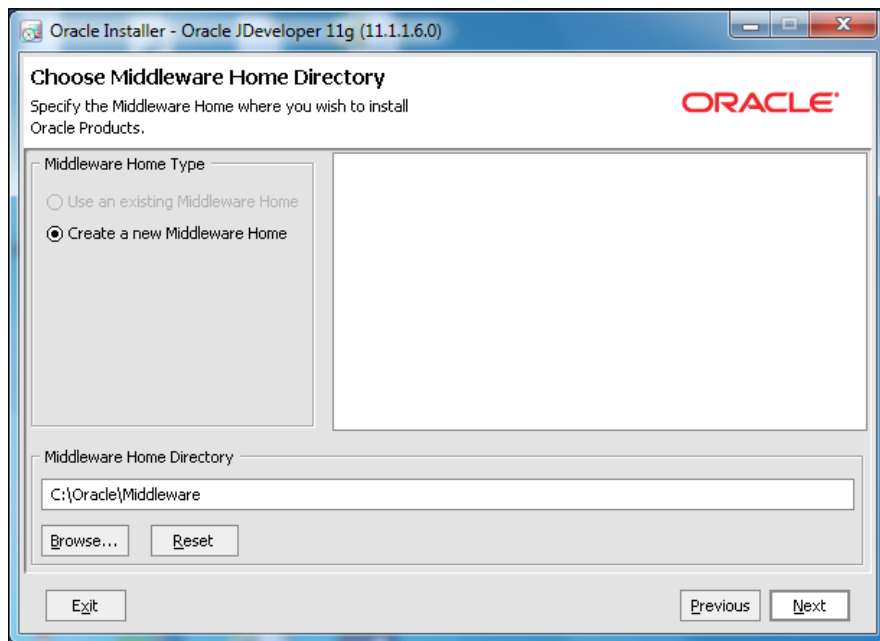 Oracle Installer - Oracle JDeveloper 11g (11.1.1.6.0)
Choose Middleware Home Directory
Specify the Middleware Home where you wish to install
Oracle Products.
ORACLE
Middleware Home Type
Use an existing Middleware Home
Create a new Middleware Home
Middleware Home Directory
C:\Oracle\Middleware
Browse...
Reset
Exit
Previous
Next